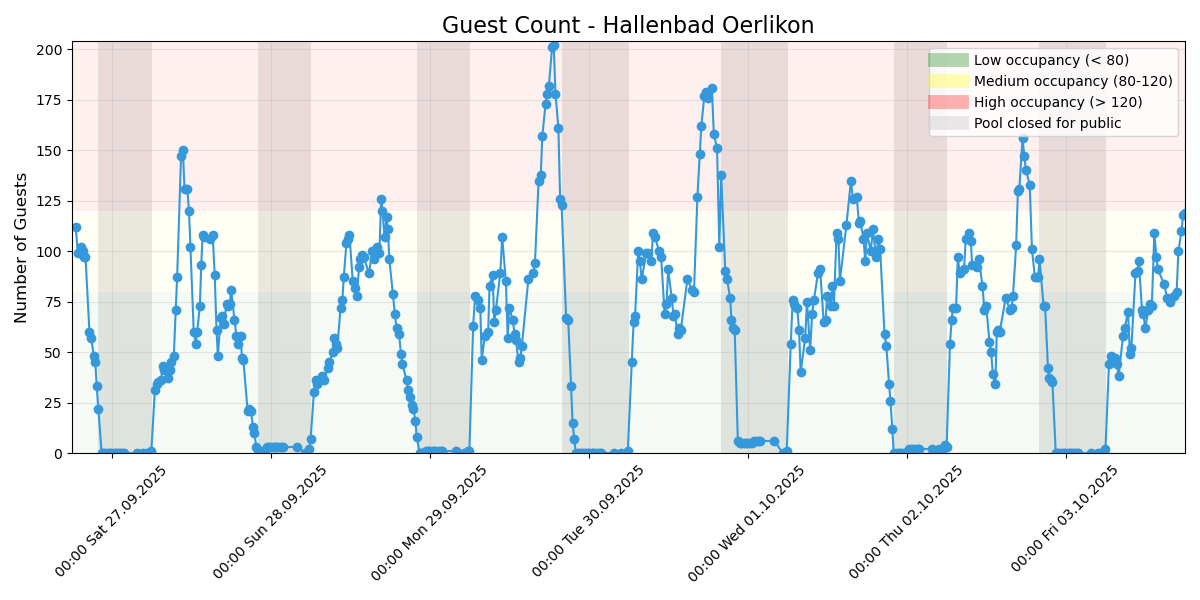 Guest Count - Hallenbad Oerlikon
Number of Guests
200
175
150
125
100
75
50
25
0
Low occupancy (< 80)
Medium occupancy (80-120)
High occupancy (> 120)
Pool closed for public
00:00 Sat 27.09.2025
00:00 Sun 28.09.2025
00:00 Mon 29.09.2025
00:00 Tue 30.09.2025
00:00 Wed 01.10.2025
00:00 Thu 02.10.2025
00:00 Fri 03.10.2025